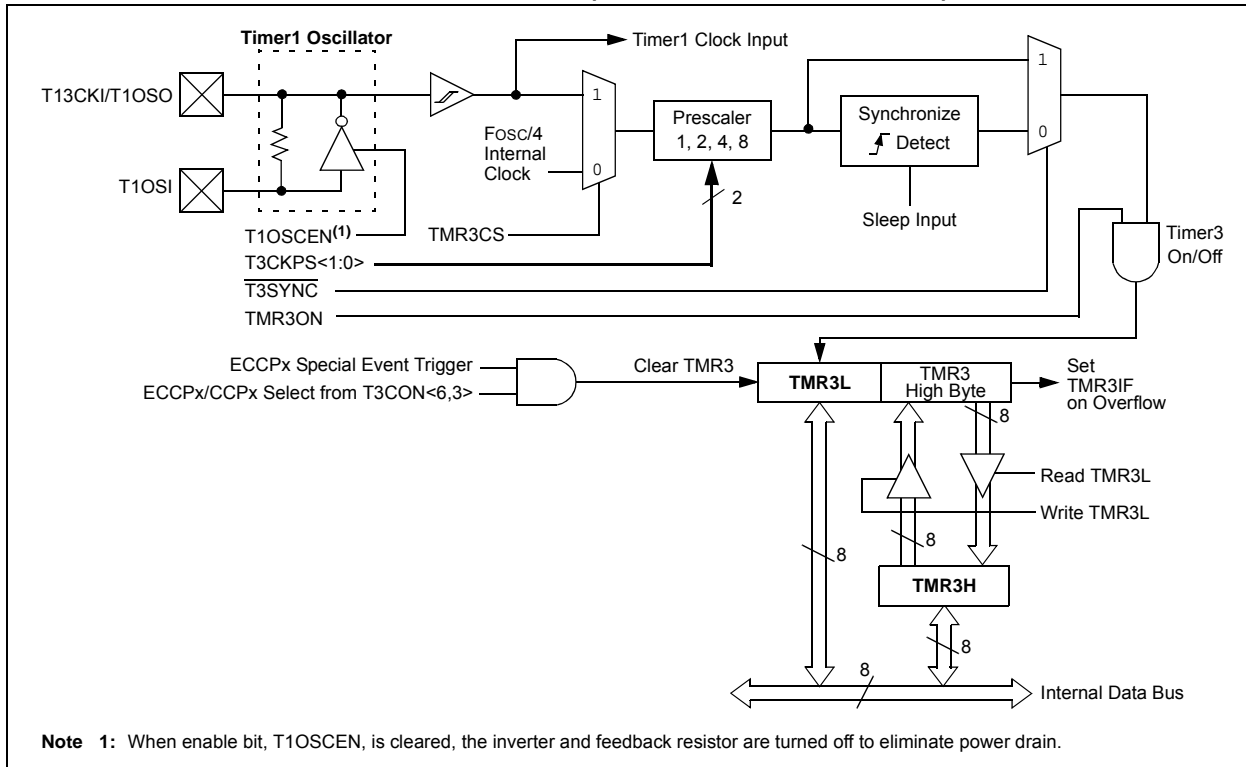 Timer1 Oscillator
Timer1 Clock Input
T13CKI/T1OSO
1
FOSC/4
Internal
Clock
0
Prescaler
1, 2, 4, 8
Synchronize
Detect
1
0
T1OSI
2
Sleep Input
T1OSCEN(1)
TMR3CS
Timer3
On/Off
T3CKPS<1:0>
T3SYNC
TMR3ON
ECCPx Special Event Trigger
ECCPx/CCPx Select from T3CON<6,3>
Clear TMR3
TMR3L
TMR3
High Byte
Set
TMR3IF
on Overflow
8
Read TMR3L
Write TMR3L
8
8
TMR3H
8
8
Internal Data Bus
Note 1: When enable bit, T1OSCEN, is cleared, the inverter and feedback resistor are turned off to eliminate power drain.